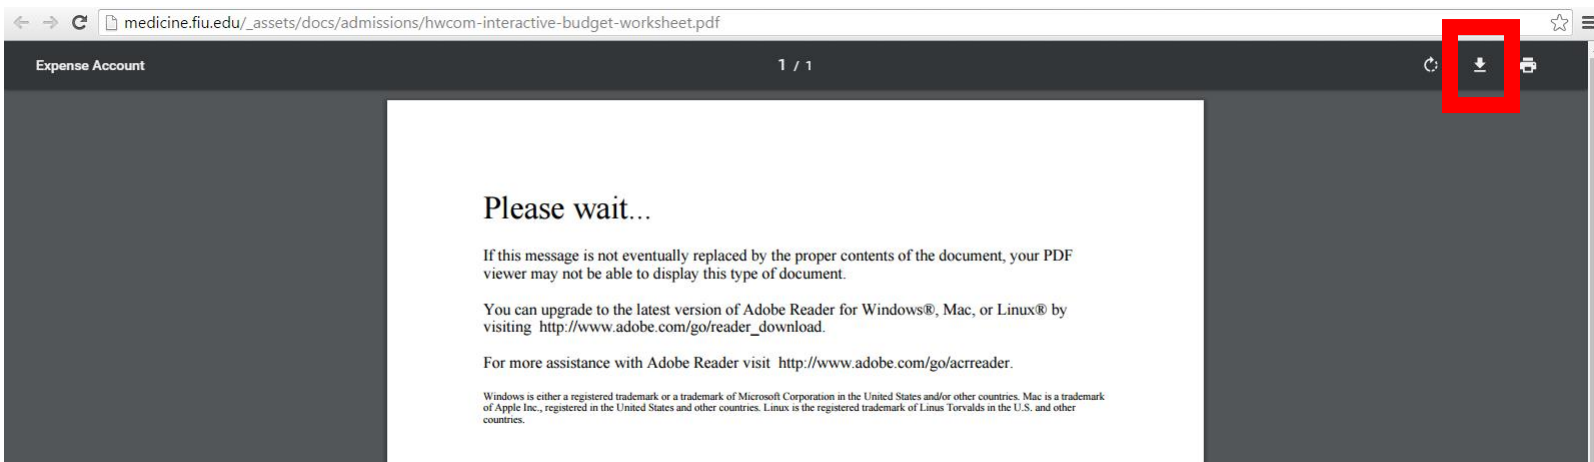 medicine.fiu.edu/_assets/docs/admissions/hwcom-interactive-budget-worksheet.pdf
Expense Account 1 / 1
Please wait...
If this message is not eventually replaced by the proper contents of the document, your PDF
viewer may not be able to display this type of document.
You can upgrade to the latest version of Adobe Reader for Windows®, Mac, or Linux® by
visiting http://www.adobe.com/go/reader_download.
For more assistance with Adobe Reader visit http://www.adobe.com/go/acrreader.
Windows is either a registered trademark or a trademark of Microsoft Corporation in the United States and/or other countries. Mac is a trademark
of Apple Inc., registered in the United States and other countries. Linux is the registered trademark of Linus Torvalds in the U.S. and other
countries.